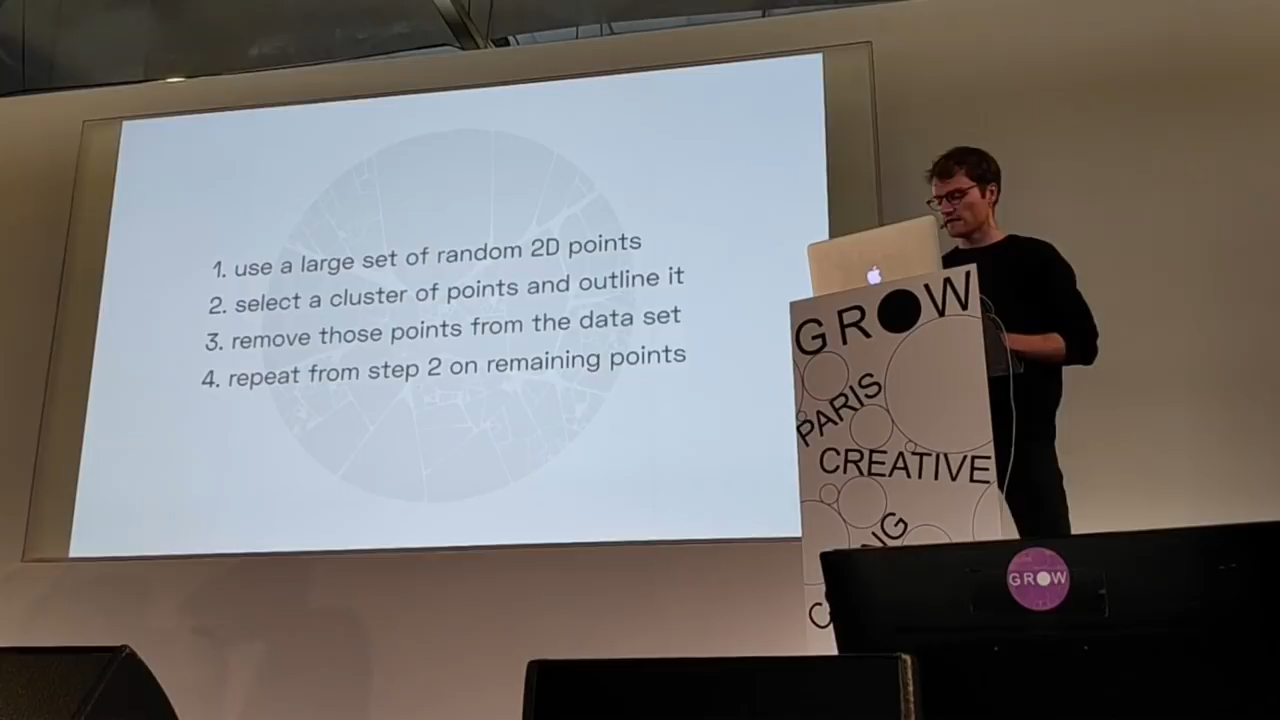 1. use a large set of random 2D points
2. select a cluster of points and outline it
3. remove those points from the data set
4. repeat from step 2 on remaining points
GROW
PARIS
CREATIVE
GROW